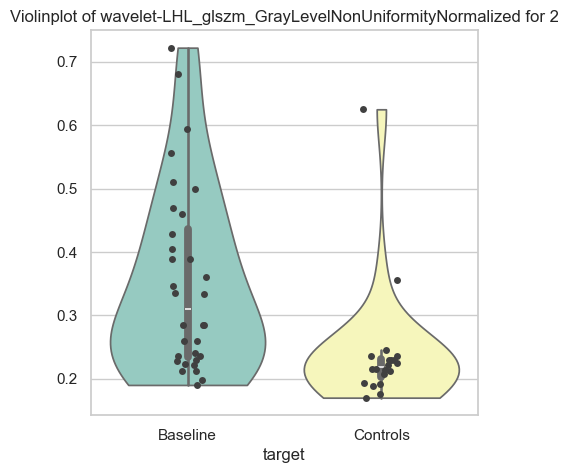 Violinplot of wavelet-LHL_glszm_GrayLevelNonUniformityNormalized for 2
0.7
0.6
0.5
0.4
0.3
0.2
Baseline Controls
target